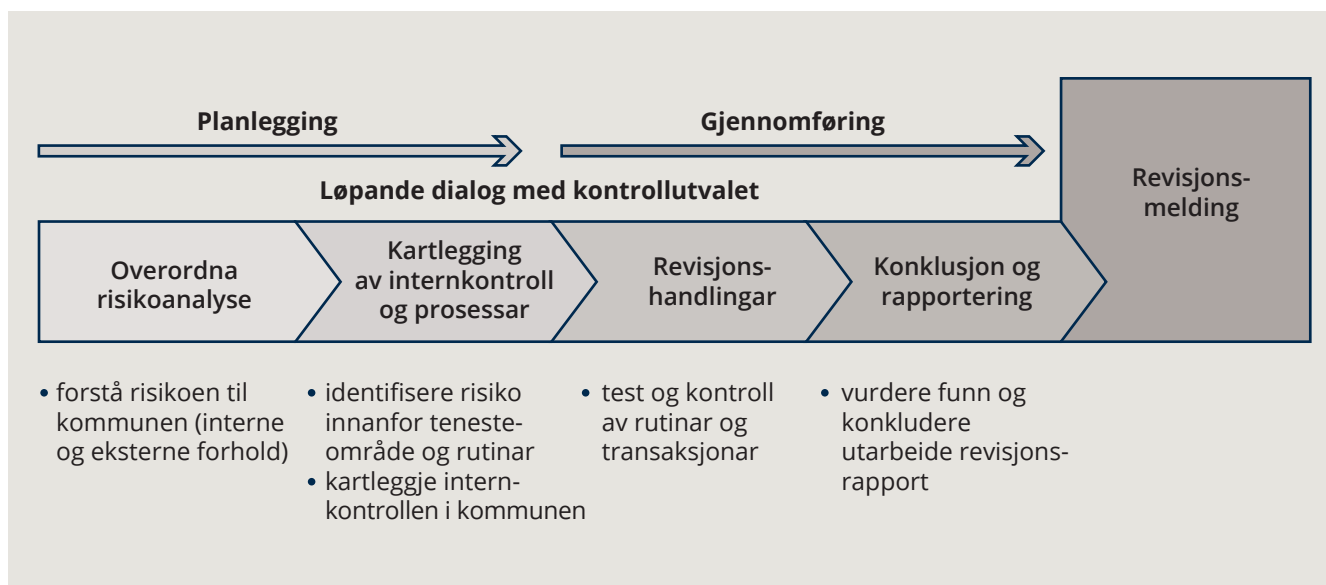 Planlegging
Gjennomføring
Løpande dialog med kontrollutvalet
Overordna
risikoanalyse
Kartlegging
av internkontroll
og prosessar
Revisjons-
handlingar
Konklusjon og
rapportering
Revisjons-
melding
• forstå risikoen til
kommunen (interne
og eksterne forhold)
• identifisere risiko
innanfor teneste-
område og rutinar
• kartleggje intern-
kontrollen i kommunen
• test og kontroll
av rutinar og
transaksjonar
• vurdere funn og
konkludere
utarbeide revisjons-
rapport